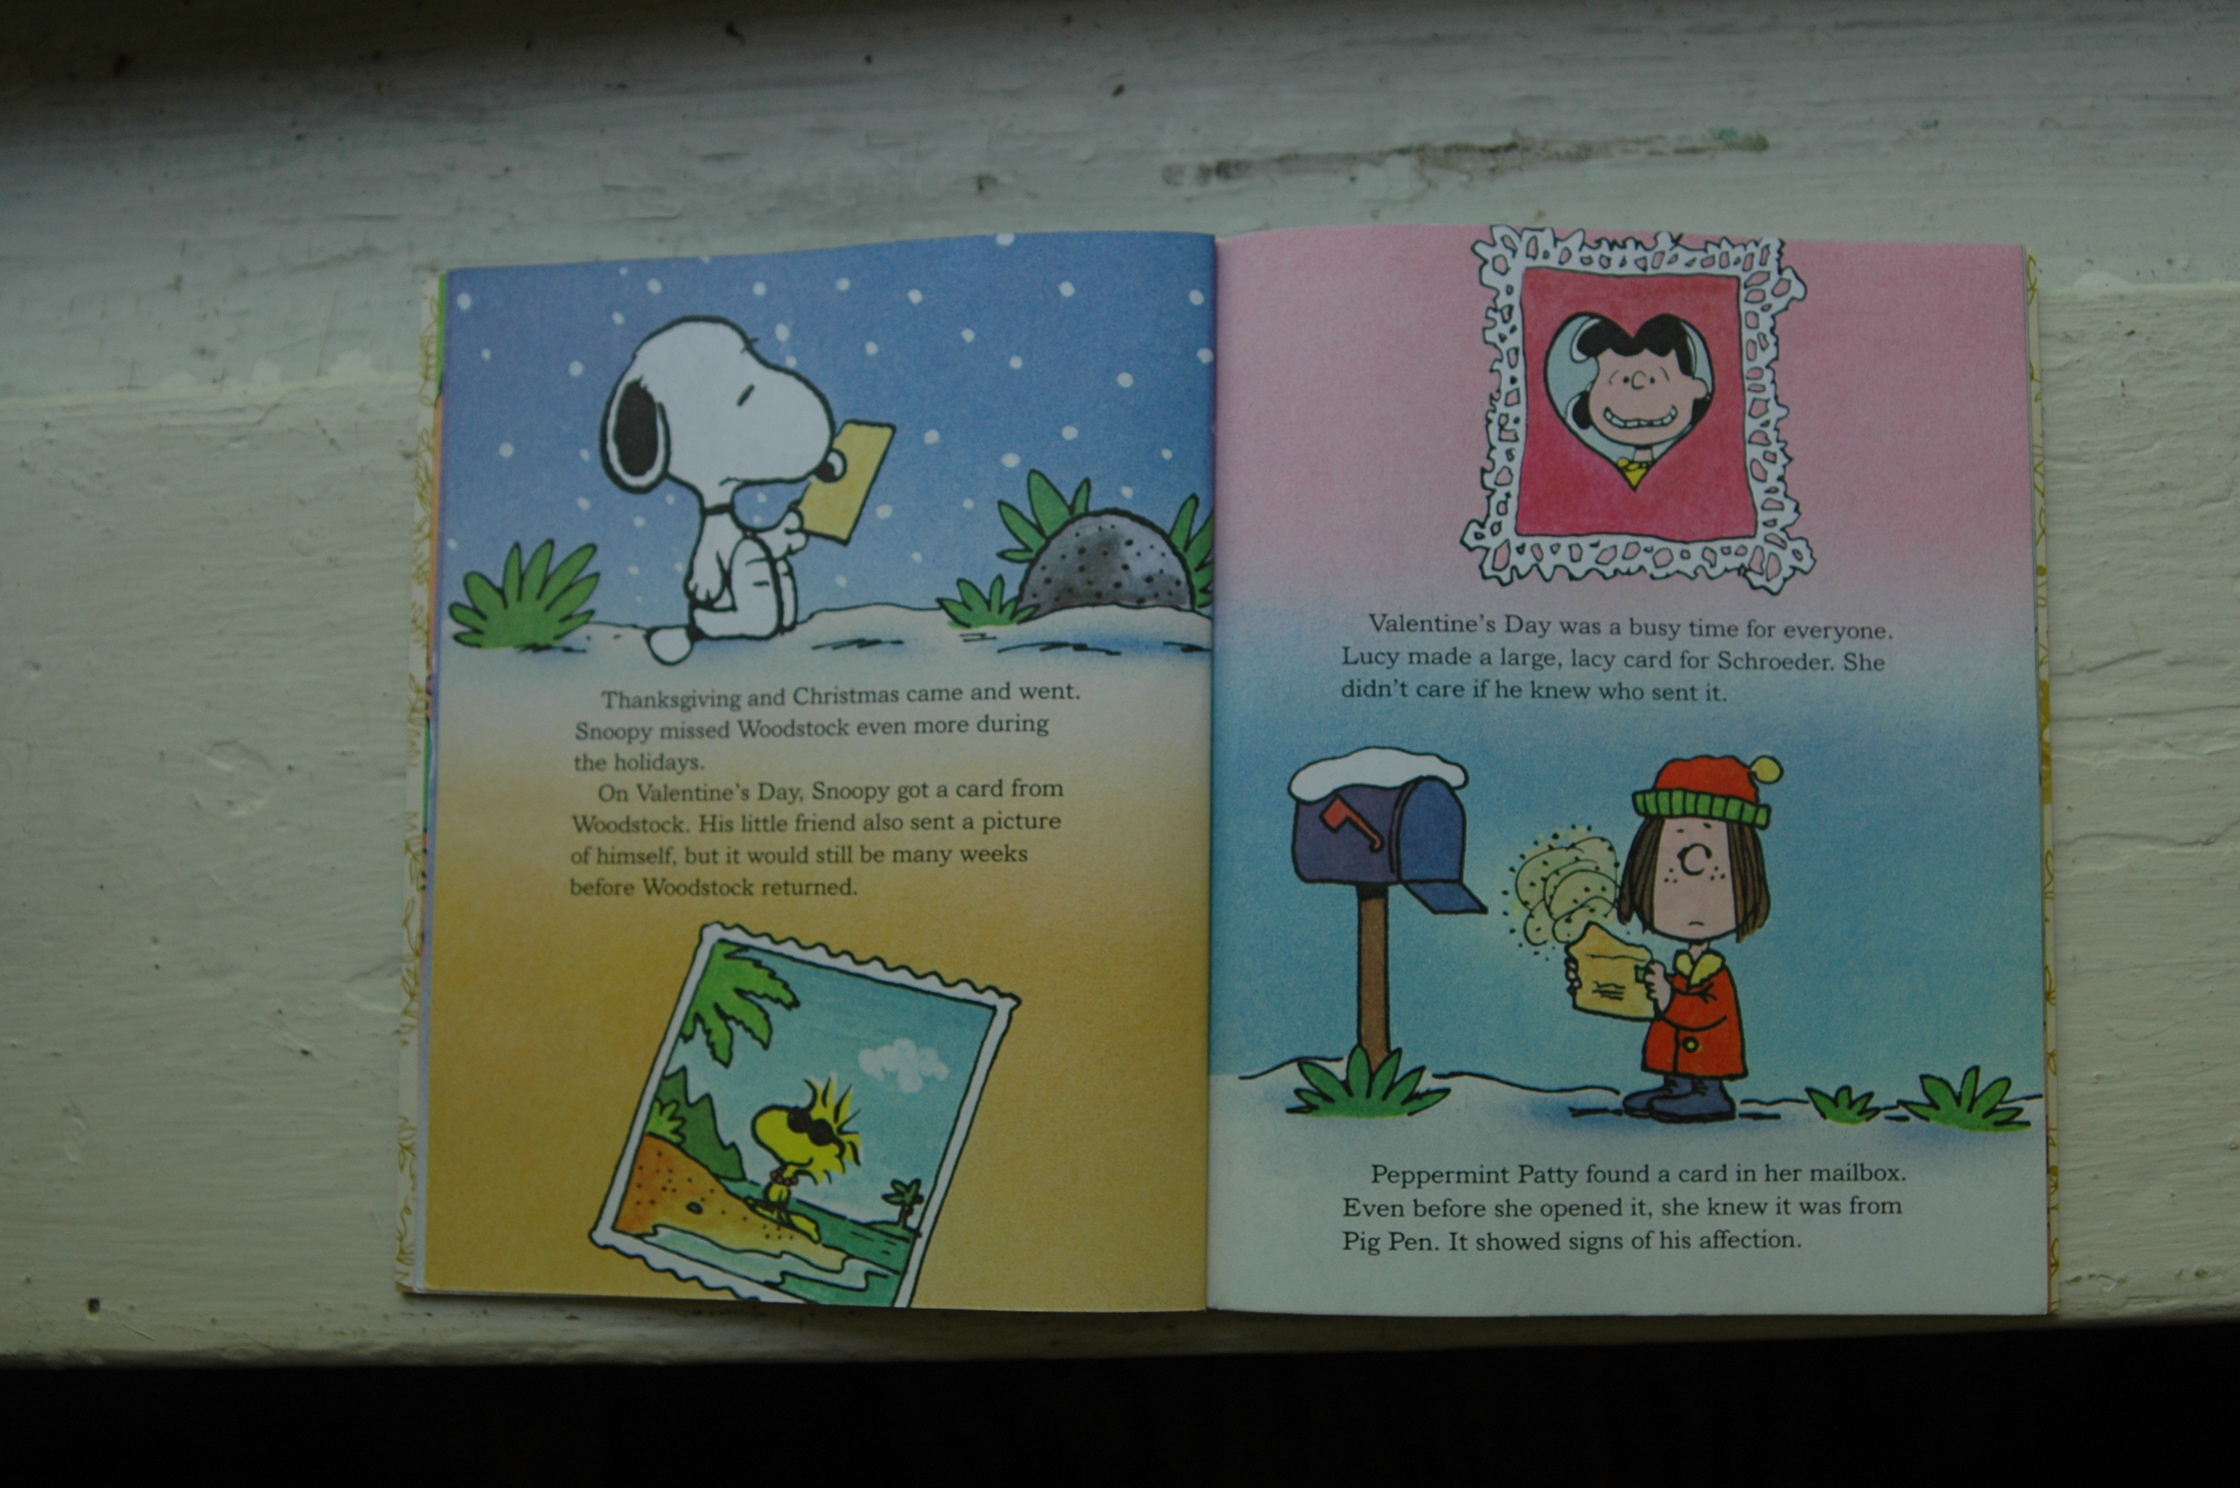 Thanksgiving and Christmas came and went.
Snoopy missed Woodstock even more during
the holidays.
On Valentine's Day, Snoopy got a card from
Woodstock. His little friend also sent a picture
of himself, but it would still be many weeks
before Woodstock returned.
Valentine's Day was a busy time for everyone.
Lucy made a large, lacy card for Schroeder. She
didn't care if he knew who sent it.
Peppermint Patty found a card in her mailbox.
Even before she opened it, she knew it was from
Pig Pen. It showed signs of his affection.